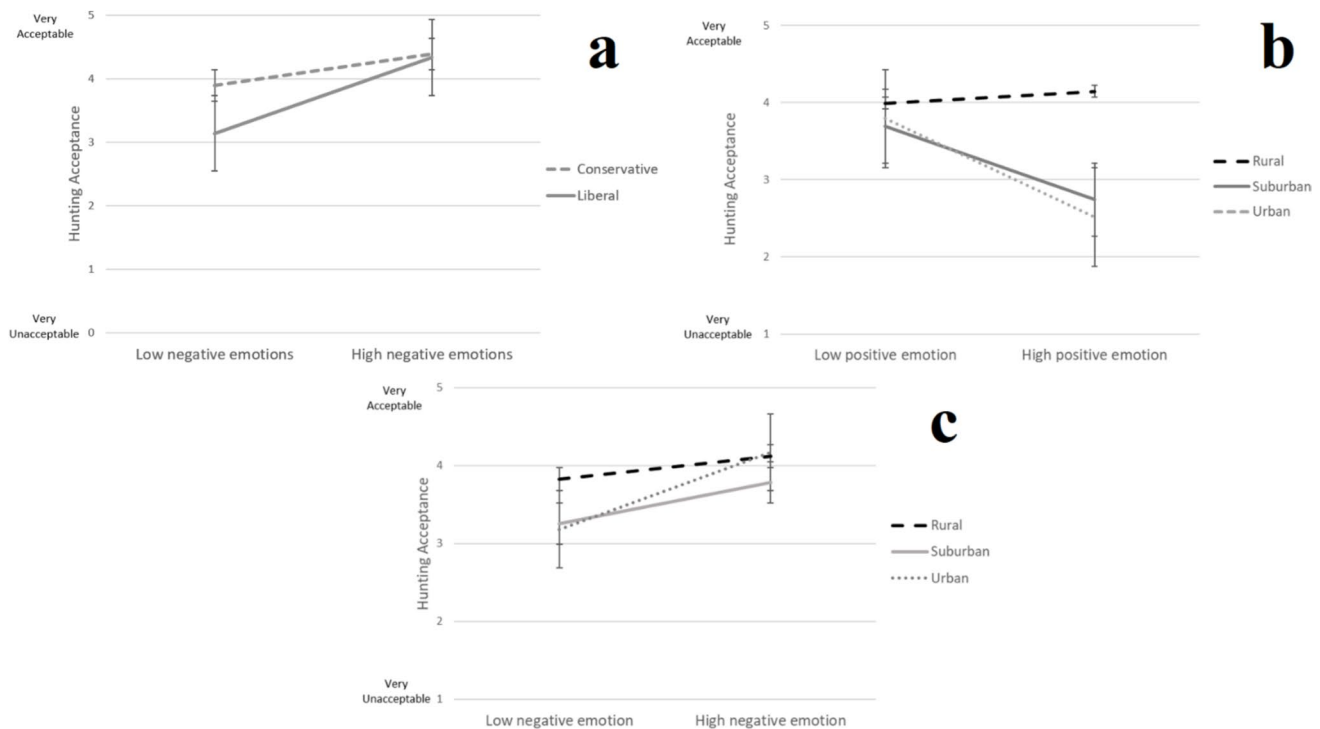 Very
Acceptable
5
4
3
2
1
Very
Unacceptable
0
Hunting Acceptance
Low negative emotions
High negative emotions
Conservative
Liberal
a
Very
Acceptable
5
4
3
2
Very
Unacceptable
1
Hunting Acceptance
Low positive emotion
High positive emotion
Rural
Suburban
Urban
b
Very
Acceptable
5
4
3
2
Very
Unacceptable
1
Hunting Acceptance
Low negative emotion
High negative emotion
Rural
Suburban
Urban
c